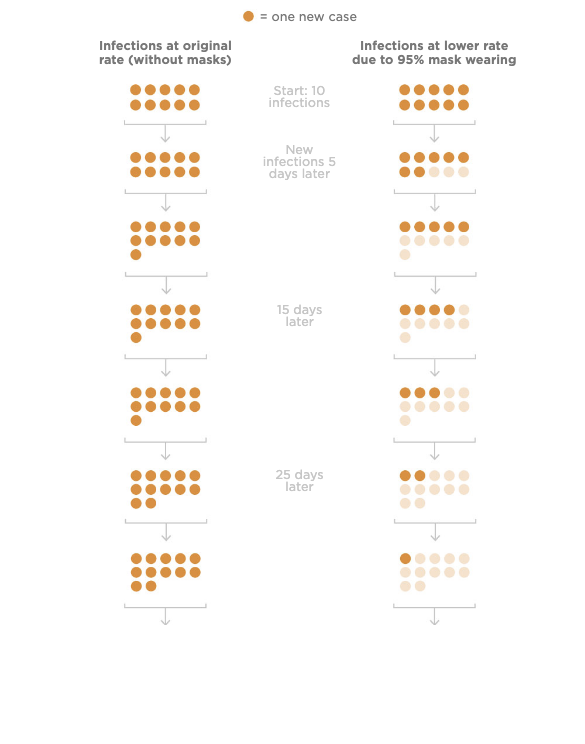 = one new case
Infections at original
rate (without masks)
Infections at lower rate
due to 95% mask wearing
Start: 10
infections
New
infections 5
days later
15 days
later
25 days
later